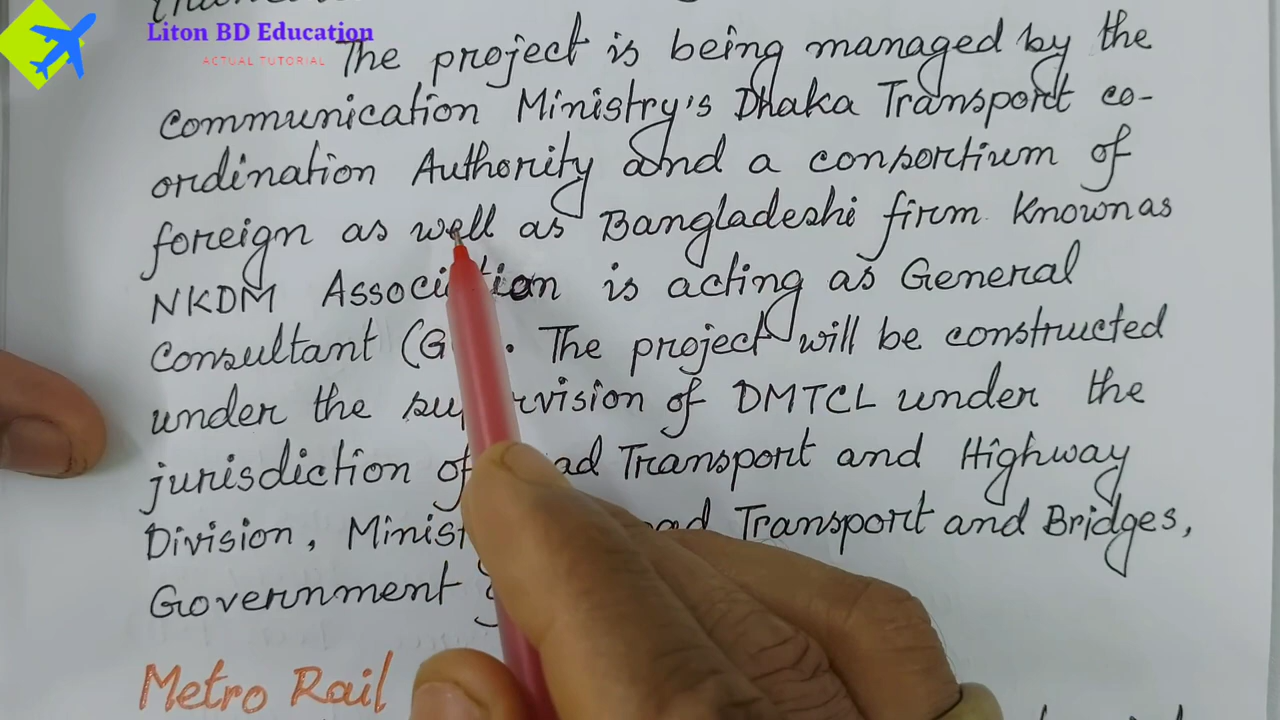 Liton BD Education
ACTUAL TUTORIAL
The project is being managed by the
communication Ministry's Dhaka Transport co-
ordination Authority and a consortium of
foreign as well as Bangladeshi firm known as
NKDM Association is acting as General
Consultant (G . The project will be constructed
under the supervision of DMTCL under the
jurisdiction of Transport and Highway
Division, Transport and Bridges,
Government
Metro Rail